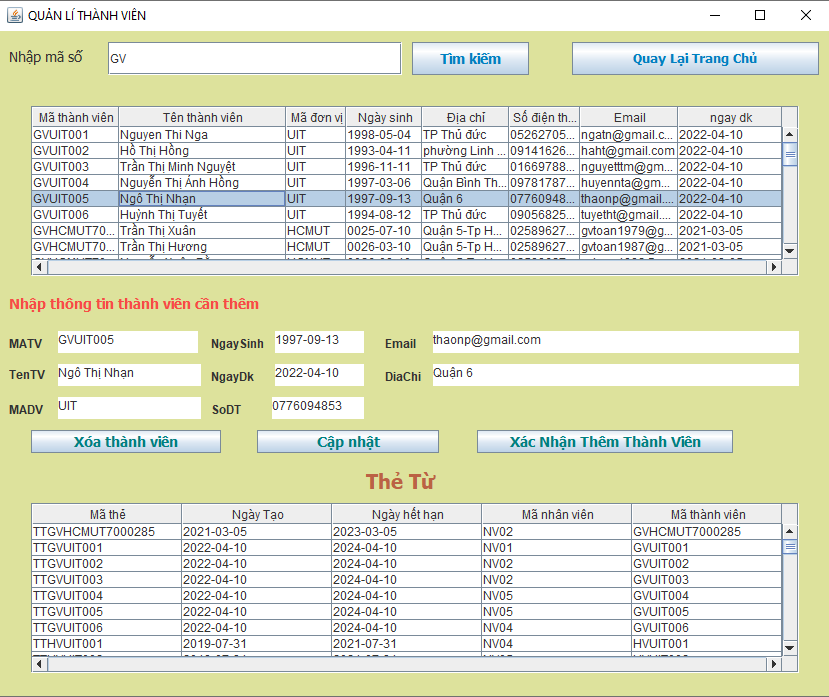 QUẢN LÍ THÀNH VIÊN
Nhập mã số GV Tìm kiếm Quay Lại Trang Chủ
Mã thành viên Tên thành viên Mã đơn vị Ngày sinh Địa chỉ Số điện th... Email ngay dk
GVUIT001 Nguyen Thi Nga UIT 1998-05-04 TP Thủ đức 05262705... ngatn@gmail.c... 2022-04-10
GVUIT002 Hồ Thị Hồng UIT 1993-04-11 phường Linh ... 09141626... haht@gmail.com 2022-04-10
GVUIT003 Trần Thị Minh Nguyệt UIT 1996-11-11 TP Thủ đức 01669788... nguyetttm@gm... 2022-04-10
GVUIT004 Nguyễn Thị Ánh Hồng UIT 1997-03-06 Quận Bình Th... 09781787... huyennta@gm... 2022-04-10
GVUIT005 Ngô Thị Nhạn UIT 1997-09-13 Quận 6 07760948... thaonp@gmail.... 2022-04-10
GVUIT006 Huỳnh Thị Tuyết UIT 1994-08-12 TP Thủ đức 09056825... tuyetht@gmail.... 2022-04-10
GVHCMUT70... Trần Thị Xuân HCMUT 0025-07-10 Quận 5-Tp H... 02589627... gvtoan1979@g... 2021-03-05
GVHCMUT70... Trần Thị Hương HCMUT 0026-03-10 Quận 5-Tp H... 02589627... gvtoan1987@g... 2021-03-05
Nhập thông tin thành viên cần thêm
MATV GVUIT005 NgaySinh 1997-09-13 Email thaonp@gmail.com
TenTV Ngô Thị Nhạn NgayDk 2022-04-10 DiaChi Quận 6
MADV UIT SoDT 0776094853
Xóa thành viên Cập nhật Xác Nhận Thêm Thành Viên
Thẻ Từ
Mã thẻ Ngày Tạo Ngày hết hạn Mã nhân viên Mã thành viên
TTGVHCMUT7000285 2021-03-05 2023-03-05 NV02 GVHCMUT7000285
TTGVUIT001 2022-04-10 2024-04-10 NV01 GVUIT001
TTGVUIT002 2022-04-10 2024-04-10 NV02 GVUIT002
TTGVUIT003 2022-04-10 2024-04-10 NV02 GVUIT003
TTGVUIT004 2022-04-10 2024-04-10 NV05 GVUIT004
TTGVUIT005 2022-04-10 2024-04-10 NV05 GVUIT005
TTGVUIT006 2022-04-10 2024-04-10 NV04 GVUIT006
TTHVUIT001 2019-07-31 2021-07-31 NV04 HVUIT001